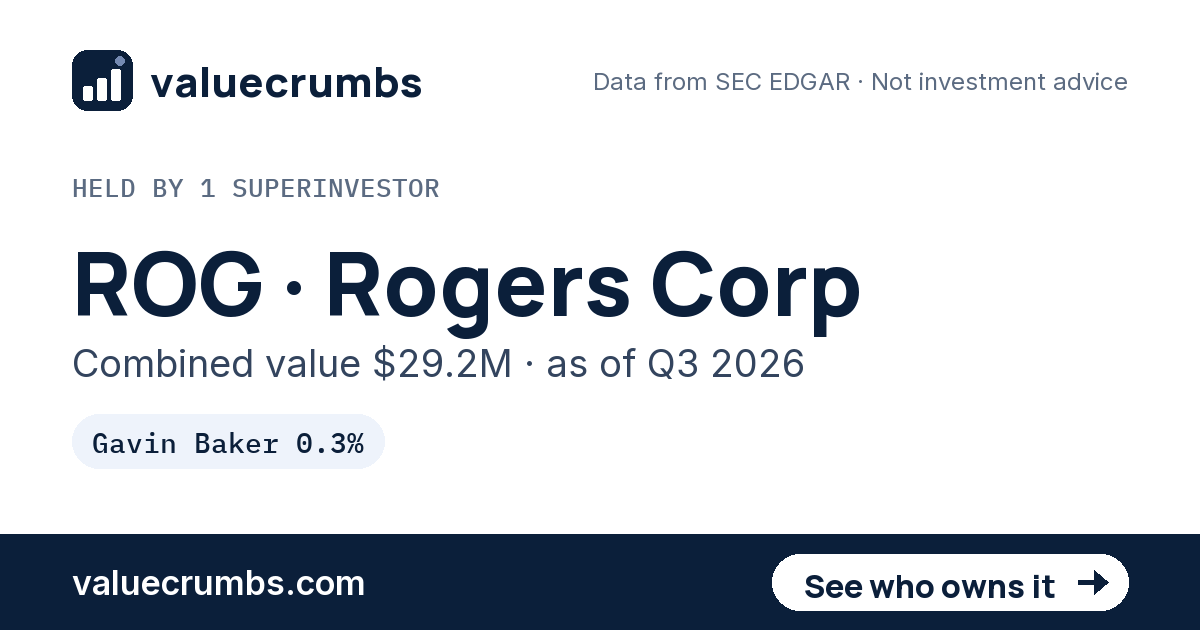 valuecrumbs
Data from SEC EDGAR · Not investment advice
HELD BY 1 SUPERINVESTOR
ROG · Rogers Corp
Combined value $29.2M · as of Q3 2026
Gavin Baker 0.3%
valuecrumbs.com
See who owns it →